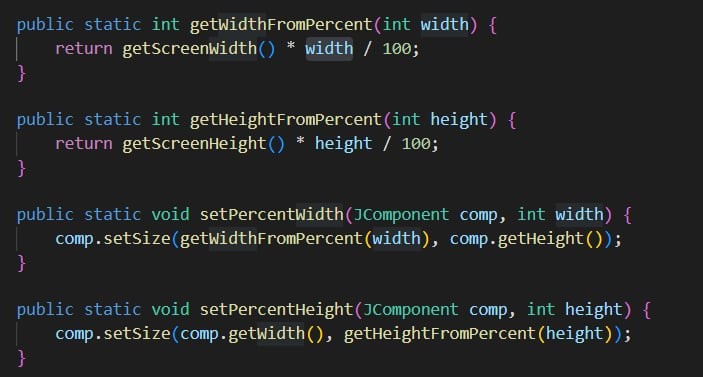 public static int getWidthFromPercent(int width) {
return getScreenWidth() * width / 100;
}
public static int getHeightFromPercent(int height) {
return getScreenHeight() * height / 100;
}
public static void setPercentWidth(JComponent comp, int width) {
comp.setSize(getWidthFromPercent(width), comp.getHeight());
}
public static void setPercentHeight(JComponent comp, int height) {
comp.setSize(comp.getWidth(), getHeightFromPercent(height));
}